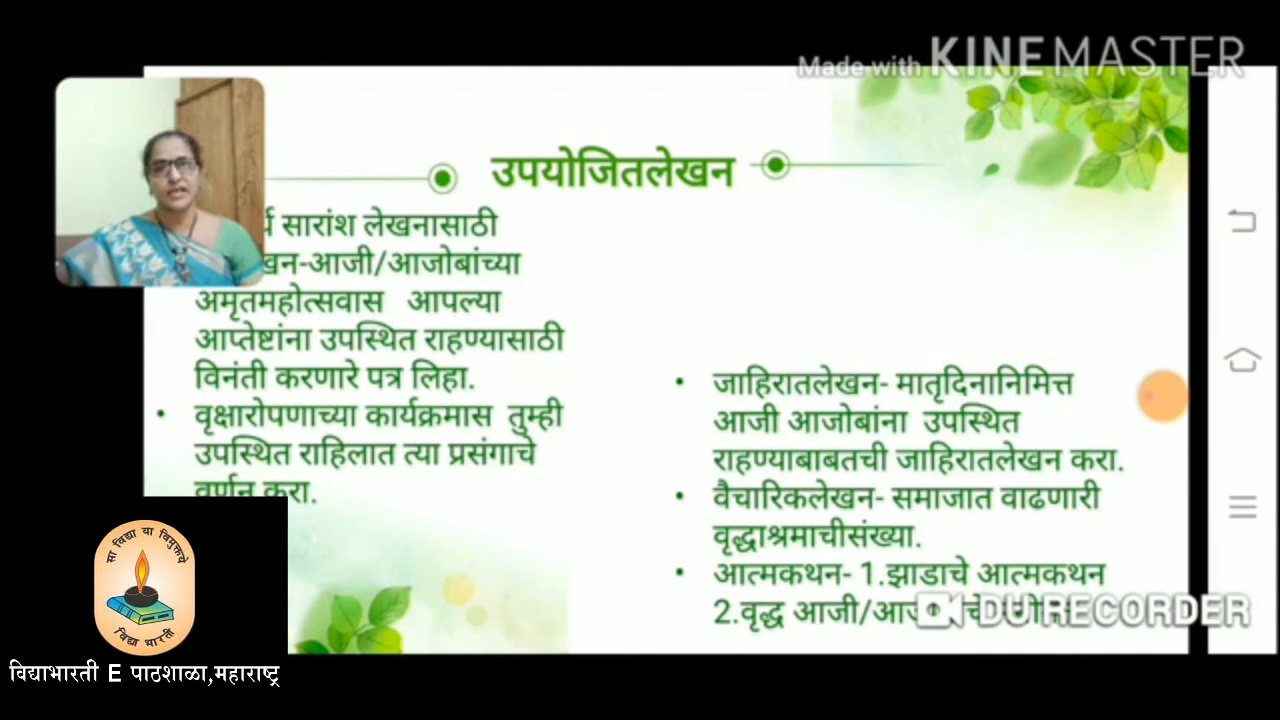 Made with KINEMASTER
उपयोजितलेखन
सारांश लेखनासाठी
आजी/आजोबांच्या
अमृतमहोत्सवास आपल्या
आप्तेष्टांना उपस्थित राहण्यासाठी
विनंती करणारे पत्र लिहा.
• वृक्षारोपणाच्या कार्यक्रमास तुम्ही
उपस्थित राहिलात त्या प्रसंगाचे
वर्णन करा.
• जाहिरातलेखन- मातृदिनानिमित्त
आजी आजोबांना उपस्थित
राहण्याबाबतची जाहिरातलेखन करा.
• वैचारिकलेखन- समाजात वाढणारी
वृद्धाश्रमाचीसंख्या.
• आत्मकथन- 1.झाडाचे आत्मकथन
2.वृद्ध आजी/
DU RECORDER
सा विद्या या विमुक्तये
विद्या भारती
विद्याभारती E पाठशाळा,महाराष्ट्र